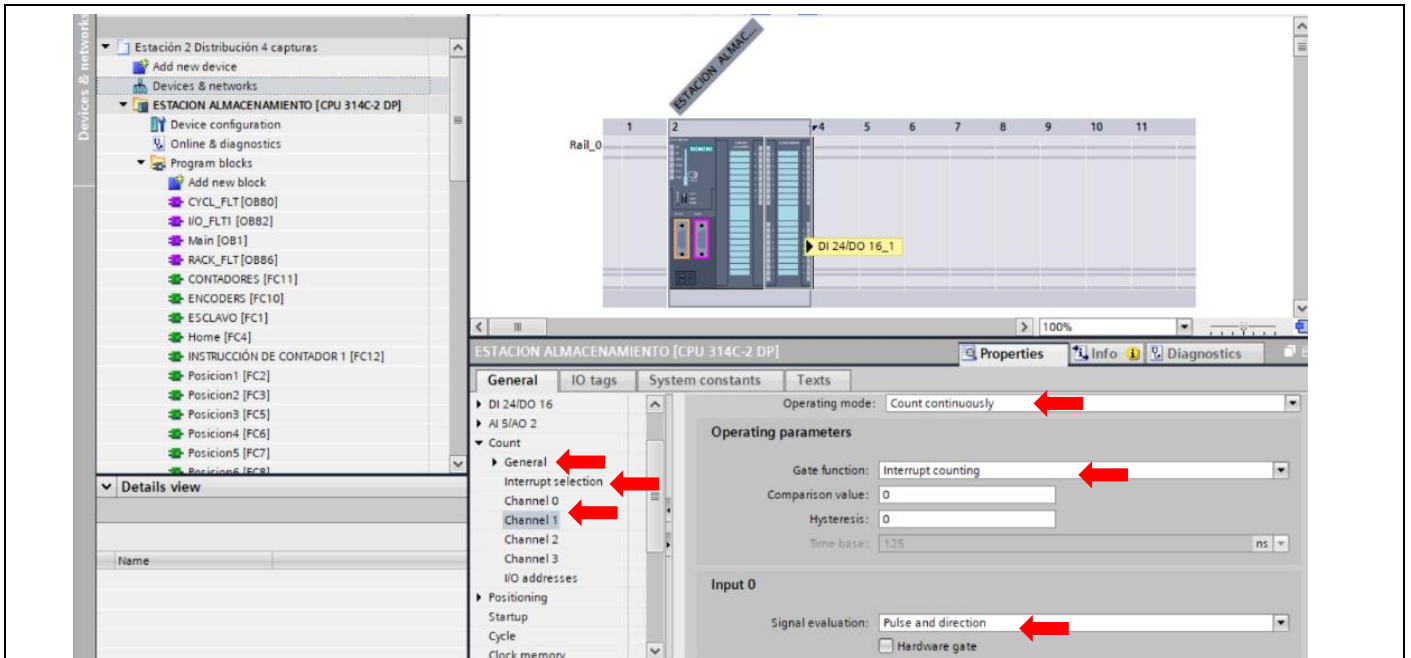 Devices & network
Estación 2 Distribución 4 capturas
Add new device
Devices & networks
ESTACION ALMACENAMIENTO [CPU 314C-2 DP]
Device configuration
Online & diagnostics
Program blocks
Add new block
CYCL_FLT [OB80]
I/O_FLT1 [OB82]
Main [OB1]
RACK_FLT [OB86]
CONTADORES [FC11]
ENCODERS [FC10]
ESCLAVO [FC1]
Home [FC4]
INSTRUCCIÓN DE CONTADOR 1 [FC12]
Posicion1 [FC2]
Posicion2 [FC3]
Posicion3 [FC5]
Posicion4 [FC6]
Posicion5 [FC7]
Posicion6 [FC8]
Details view
Name
ESTACION ALMAC...
1 2 4 5 6 7 8 9 10 11
Rail_0
SIEMENS
DI 24/DO 16_1
100%
ESTACION ALMACENAMIENTO [CPU 314C-2 DP]
Properties Info Diagnostics
General IO tags System constants Texts
DI 24/DO 16
AI 5/AO 2
Count
General
Interrupt selection
Channel 0
Channel 1
Channel 2
Channel 3
I/O addresses
Positioning
Startup
Cycle
Clock memory
Operating mode: Count continuously
Operating parameters
Gate function: Interrupt counting
Comparison value: 0
Hysteresis: 0
Time base: 125 ns
Input 0
Signal evaluation: Pulse and direction
Hardware gate